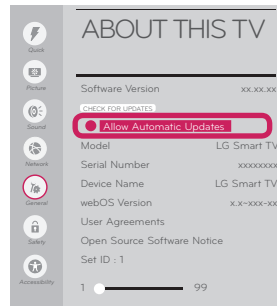 ABOUT THIS TV
Quick
Picture
Sound
Network
General
Safety
Accessibility
Software Version xx.xx.xx
CHECK FOR UPDATES
Allow Automatic Updates
Model LG Smart TV
Serial Number xxxxxxxx
Device Name LG Smart TV
webOS Version x.x-xxx-xx
User Agreements
Open Source Software Notice
Set ID : 1
1 99